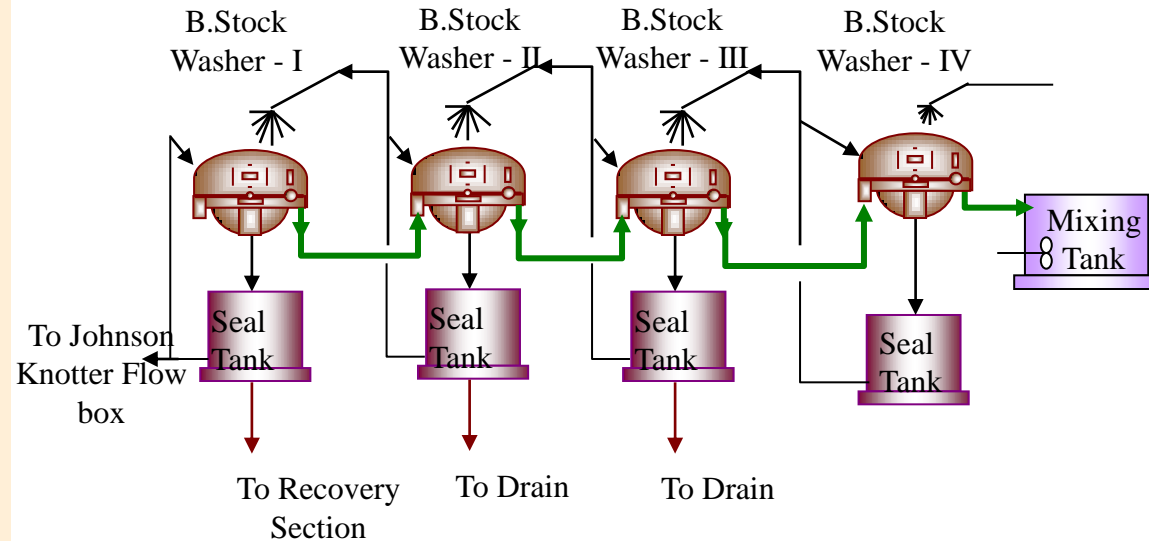 B.Stock
Washer - I
B.Stock
Washer - II
B.Stock
Washer - III
B.Stock
Washer - IV
Mixing
Tank
Seal
Tank
Seal
Tank
Seal
Tank
Seal
Tank
To Johnson
Knotter Flow
box
To Recovery
Section
To Drain
To Drain